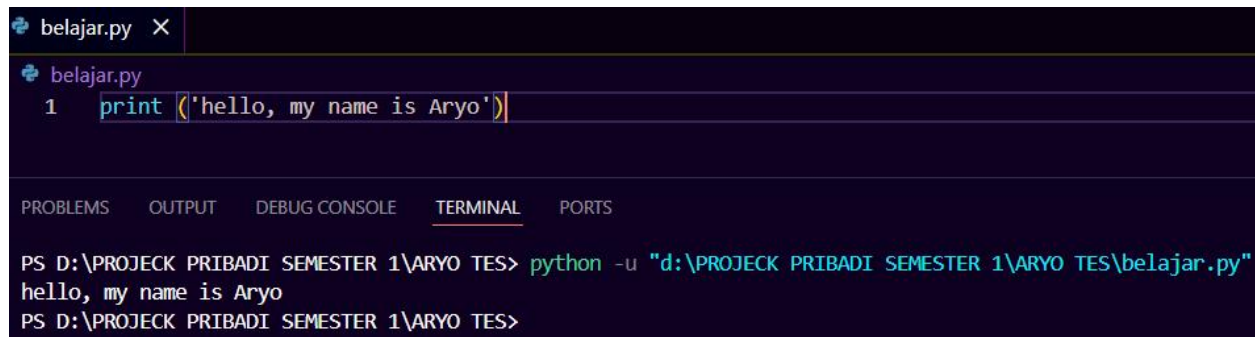 belajar.py
belajar.py
1 print ('hello, my name is Aryo')
PROBLEMS OUTPUT DEBUG CONSOLE TERMINAL PORTS
PS D:\PROJECK PRIBADI SEMESTER 1\ARYO TES> python -u "d:\PROJECK PRIBADI SEMESTER 1\ARYO TES\belajar.py"
hello, my name is Aryo
PS D:\PROJECK PRIBADI SEMESTER 1\ARYO TES>